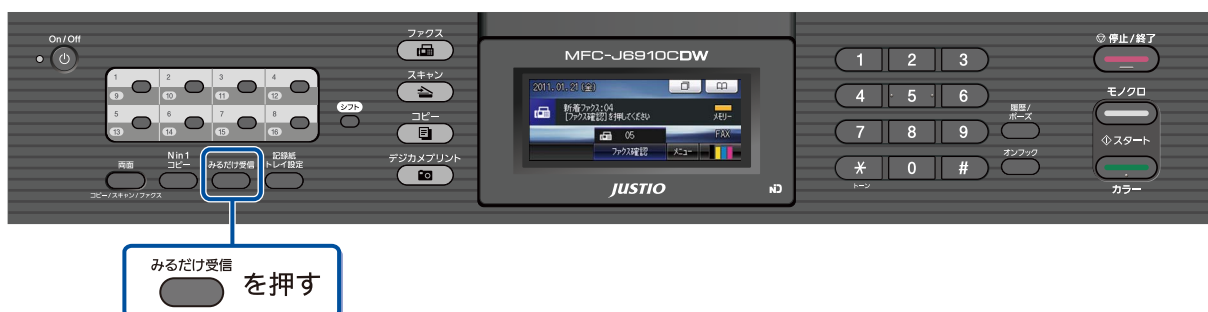 On/Off
1
2
3
4
9
10
11
12
5
6
7
8
13
14
15
16
シフト
両面
Nin1
コピー
みるだけ受信
記録紙
トレイ設定
コピー/スキャン/ファクス
ファクス
スキャン
コピー
デジカメプリント
MFC-J6910CDW
2011.01.21(金)
新着ファクス:04
[ファクス確認]を押してください
メモリー
05
FAX
ファクス確認
メニュー
JUSTIO
1
2
3
4
5
6
7
8
9
*
0
#
トーン
履歴/
ポーズ
オンフック
停止/終了
モノクロ
スタート
カラー
みるだけ受信
を押す